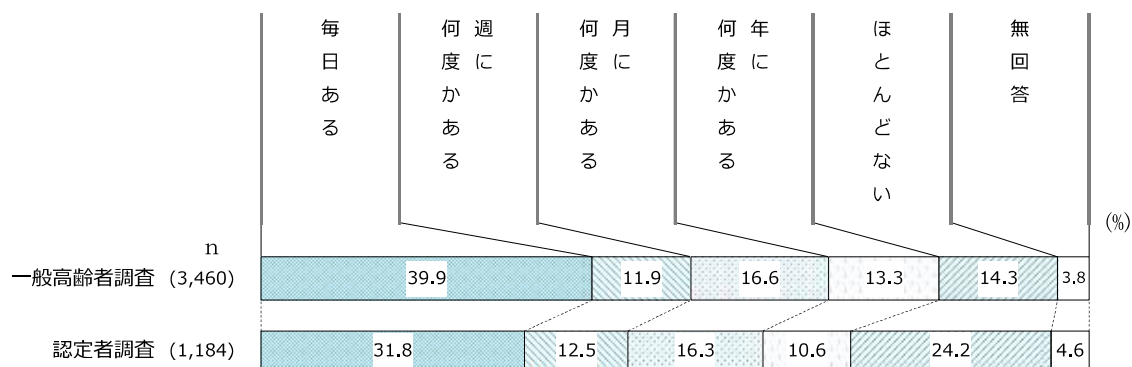 毎日ある
週に何度かある
月に何度かある
年に何度かある
ほとんどない
無回答
(%)
n
一般高齢者調査 (3,460)
39.9
11.9
16.6
13.3
14.3
3.8
認定者調査 (1,184)
31.8
12.5
16.3
10.6
24.2
4.6